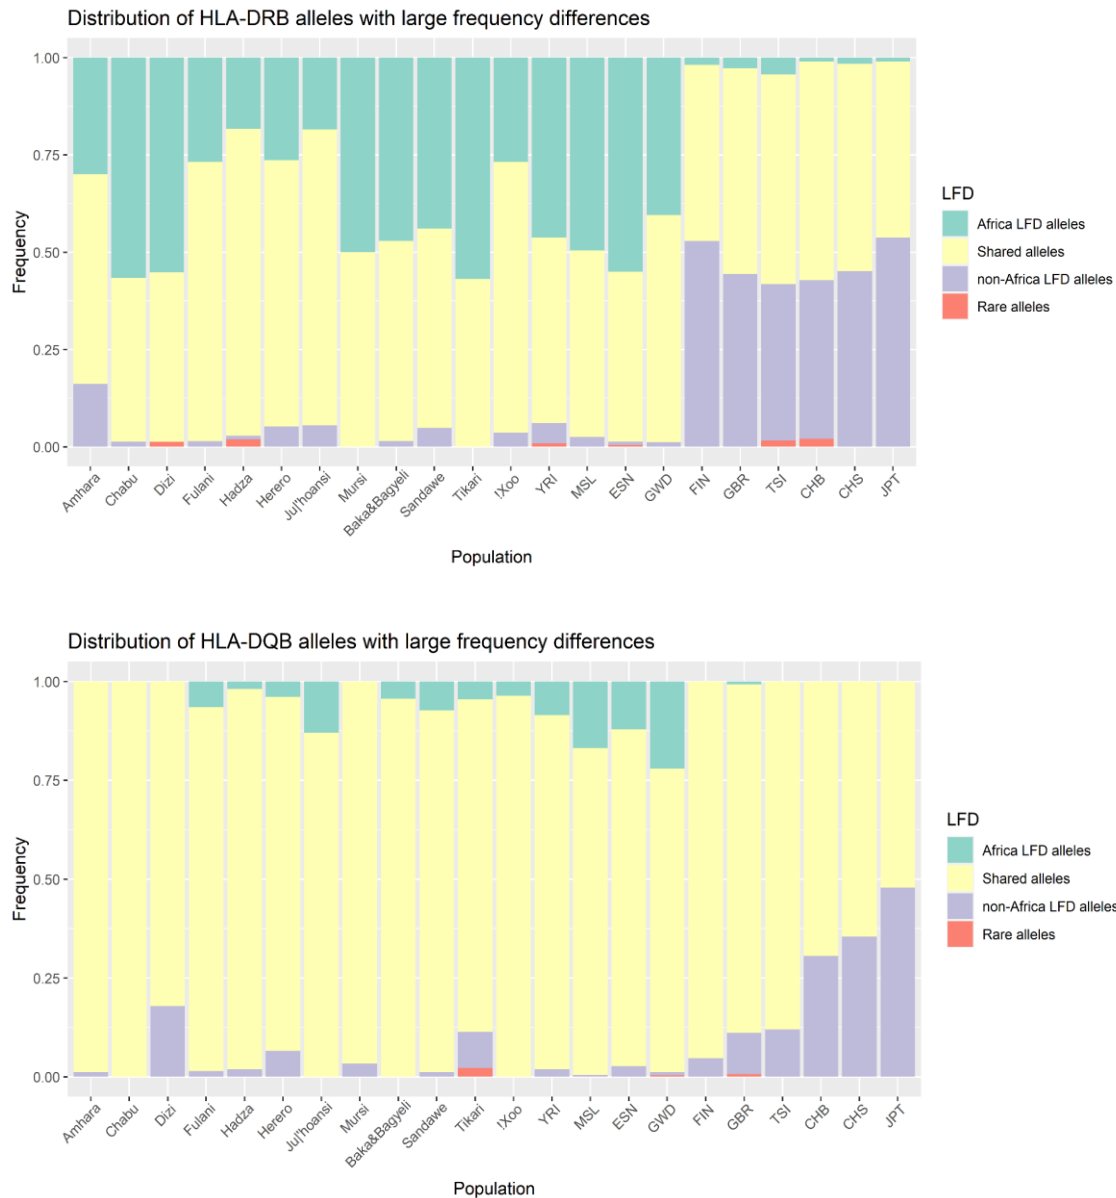 Distribution of HLA-DRB alleles with large frequency differences
1.00
0.75
0.50
0.25
0.00
Frequency
Amhara
Chabu
Dizi
Fulani
Hadza
Herero
Ju|'hoansi
Mursi
Baka&Bagyeli
Sandawe
Tikari
!Xoo
YRI
MSL
ESN
GWD
FIN
GBR
TSI
CHB
CHS
JPT
Population
LFD
Africa LFD alleles
Shared alleles
non-Africa LFD alleles
Rare alleles
Distribution of HLA-DQB alleles with large frequency differences
1.00
0.75
0.50
0.25
0.00
Frequency
Amhara
Chabu
Dizi
Fulani
Hadza
Herero
Ju|'hoansi
Mursi
Baka&Bagyeli
Sandawe
Tikari
!Xoo
YRI
MSL
ESN
GWD
FIN
GBR
TSI
CHB
CHS
JPT
Population
LFD
Africa LFD alleles
Shared alleles
non-Africa LFD alleles
Rare alleles